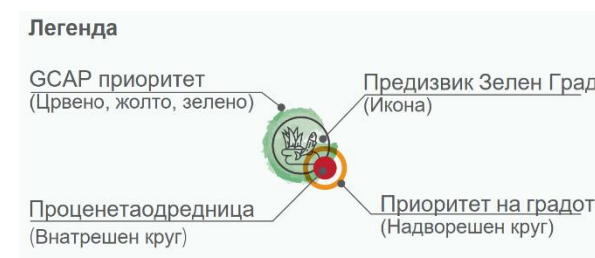 Легенда
GCAP приоритет
(Црвено, жолто, зелено)
Предизвик Зелен Град
(Икона)
Проценетаодредница
(Внатрешен круг)
Приоритет на градот
(Надворешен круг)